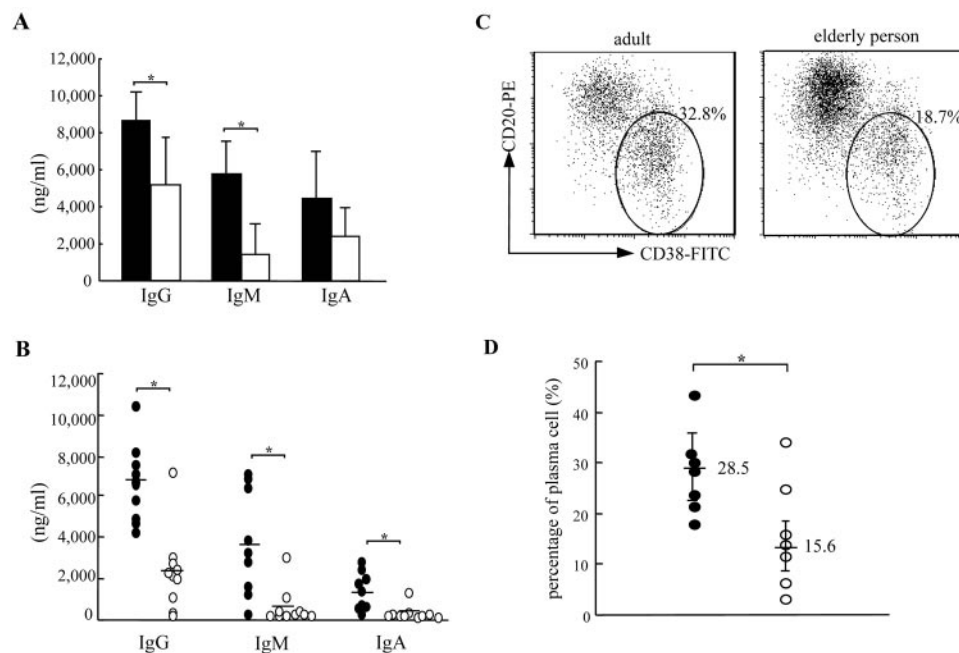 A
12,000
10,000
8,000
6,000
4,000
2,000
0
(ng/ml)
*
*
IgG
IgM
IgA
B
12,000
10,000
8,000
6,000
4,000
2,000
0
(ng/ml)
*
*
*
IgG
IgM
IgA
C
adult
elderly person
CD20-PE
32.8%
18.7%
CD38-FITC
D
50
40
30
20
10
0
percentage of plasma cell (%)
*
28.5
15.6